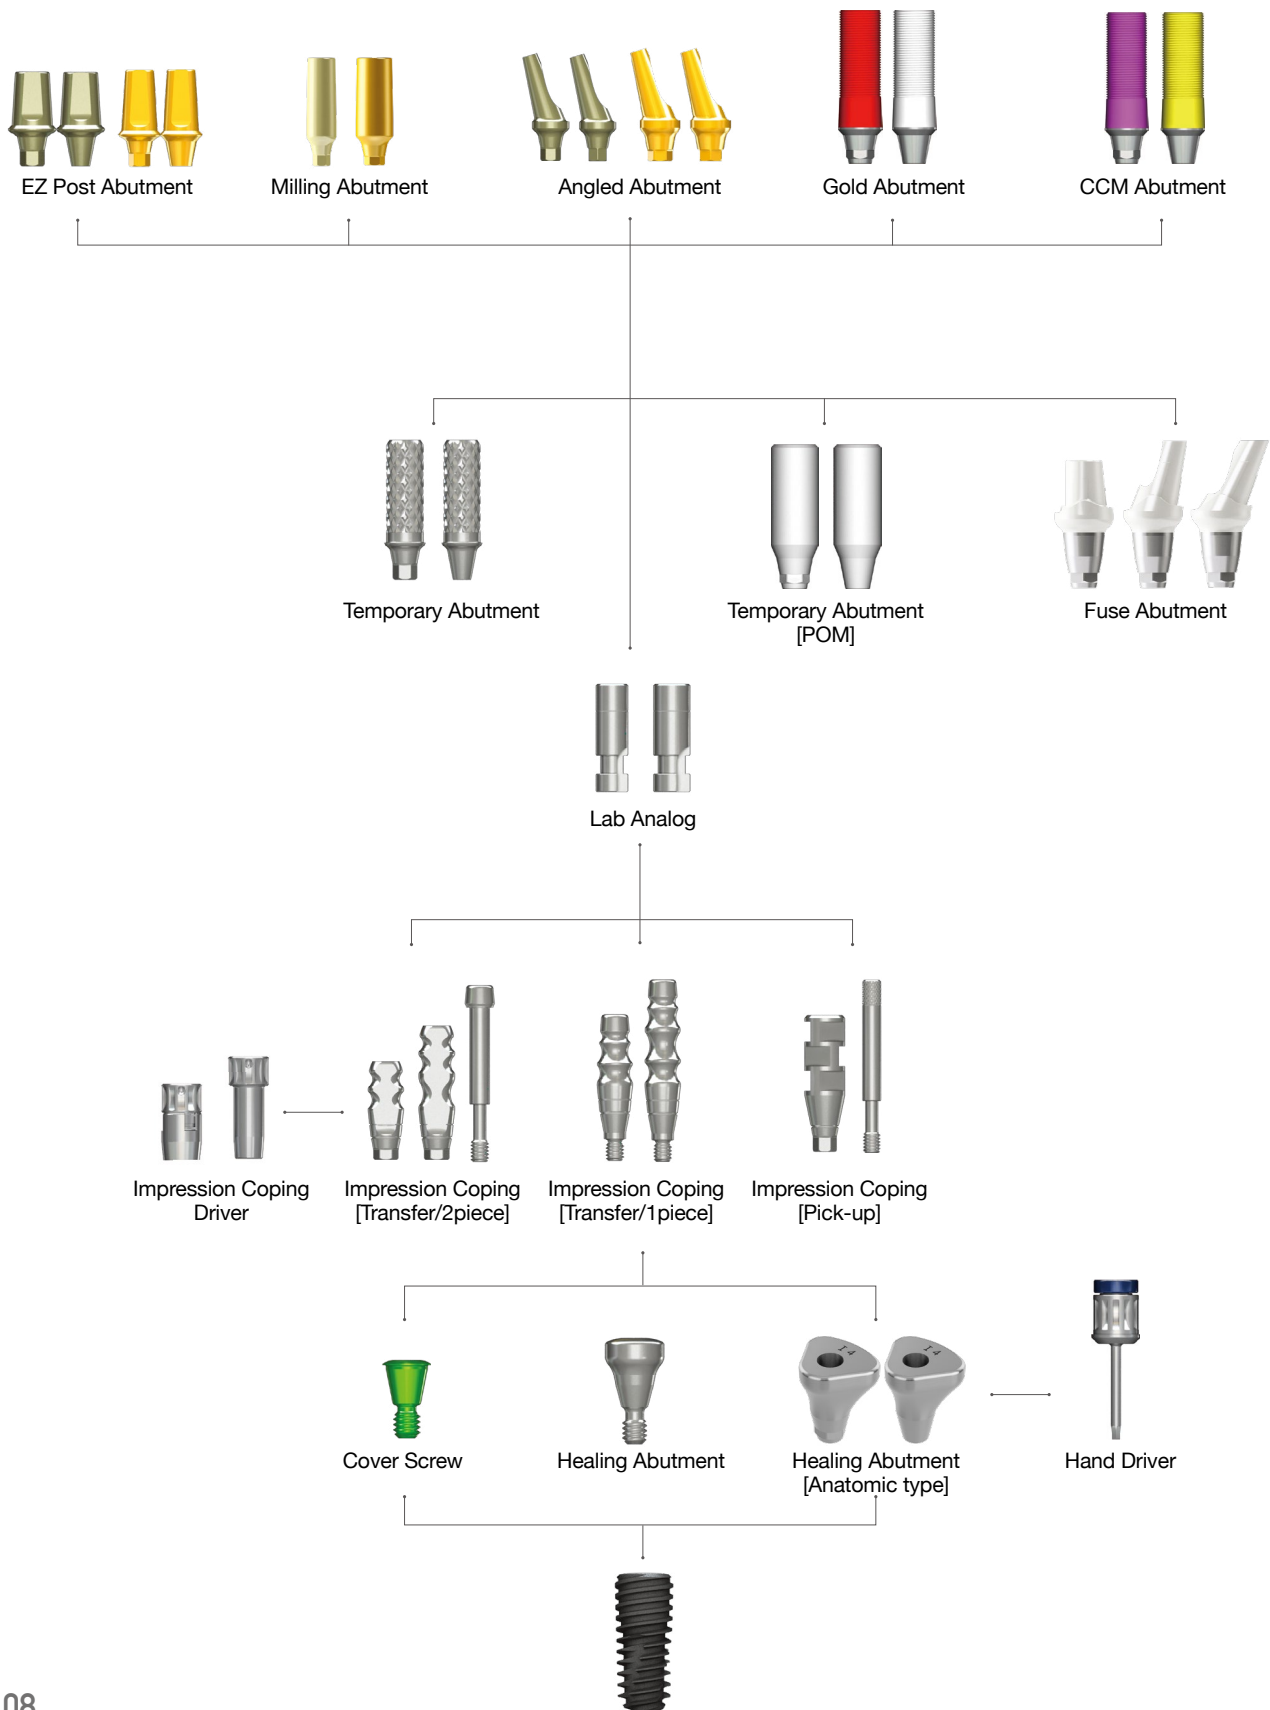 EZ Post Abutment
Milling Abutment
Angled Abutment
Gold Abutment
CCM Abutment
Temporary Abutment
Temporary Abutment
[POM]
Fuse Abutment
Lab Analog
Impression Coping
Driver
Impression Coping
[Transfer/2piece]
Impression Coping
[Transfer/1piece]
Impression Coping
[Pick-up]
14
14
Cover Screw
Healing Abutment
Healing Abutment
[Anatomic type]
Hand Driver
08